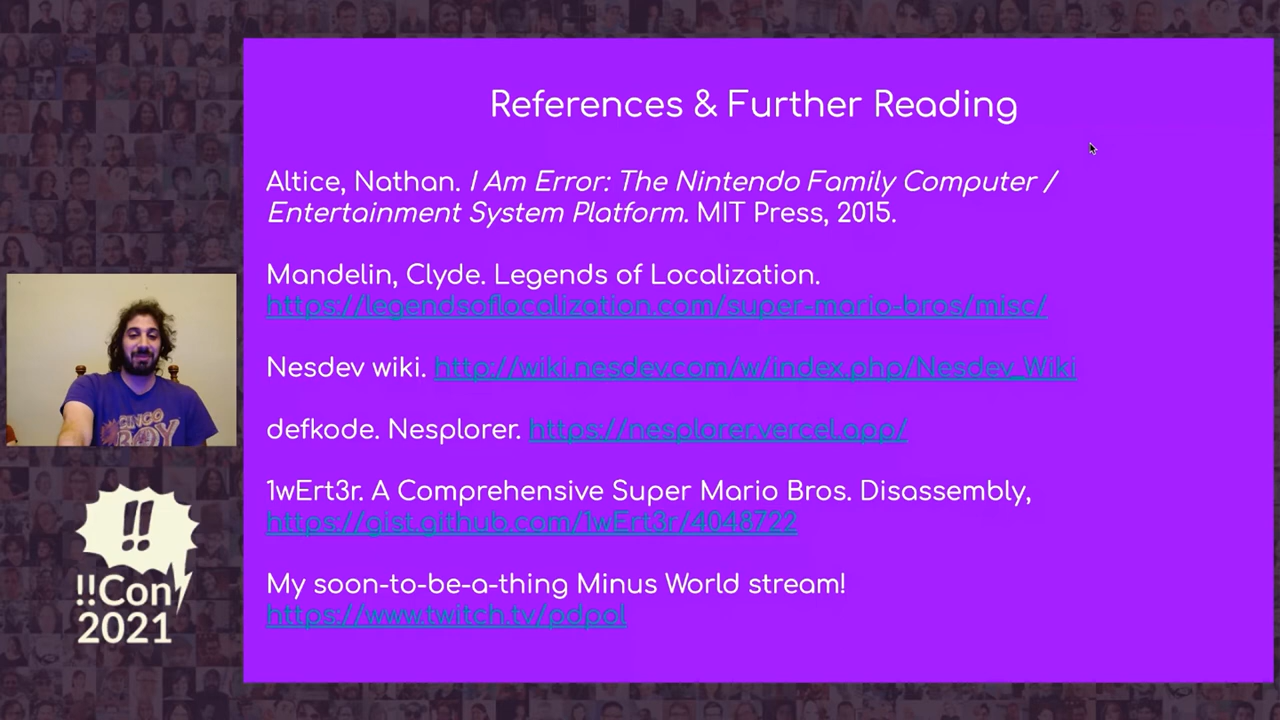 References & Further Reading
Altice, Nathan. I Am Error: The Nintendo Family Computer /
Entertainment System Platform. MIT Press, 2015.
Mandelin, Clyde. Legends of Localization.
https://legendsoflocalization.com/super-mario-bros/misc/
Nesdev wiki. http://wiki.nesdev.com/w/index.php/Nesdev_Wiki
defkode. Nesplorer. https://nesplorer.vercel.app/
1wErt3r. A Comprehensive Super Mario Bros. Disassembly,
https://gist.github.com/1wErt3r/4048722
My soon-to-be-a-thing Minus World stream!
https://www.twitch.tv/pdpol
BOY
!!
!!Con
2021